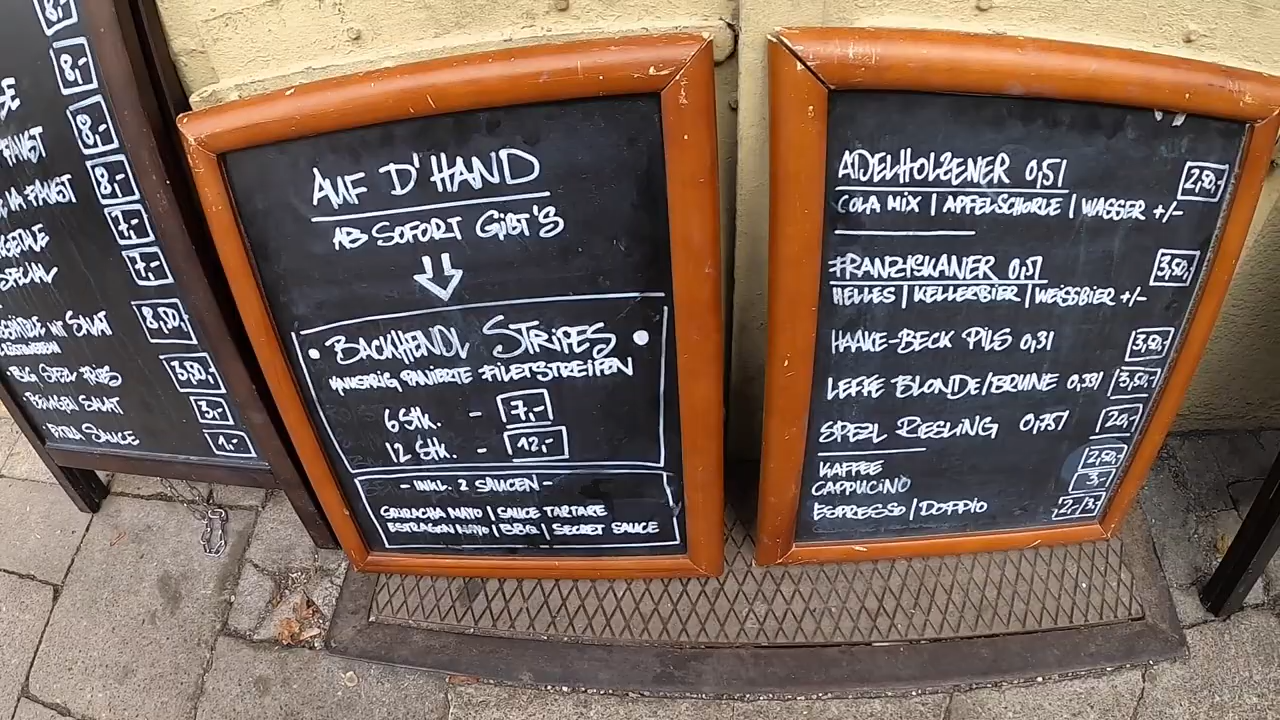 8,-
8,-
8,-
FAUST 8,-
FAUST 7,-
7,-
SPECIAL
SALAT 8,50,-
3,50,-
SALAT 3,-
EXTRA SAUCE 1,-
AUF D'HAND
AB SOFORT GIBT'S
BACKHENDL STRIPES
KNUSPRIG PANIERTE FILETSTREIFEN
6 Stk. - 7,-
12 Stk. - 12,-
- INKL. 2 SAUCEN -
SRIRACHA MAYO | SAUCE TARTARE
ESTRAGON MAYO | BBQ | SECRET SAUCE
ADELHOLZENER 0,5l 2,50,-
COLA MIX | APFELSCHORLE | WASSER +/-
FRANZISKANER 0,5l 3,50,-
HELLES | KELLERBIER | WEISSBIER +/-
HAAKE-BECK PILS 0,3l 3,50,-
LEFFE BLONDE/BRUNE 0,33l 3,50,-
SPEZL RIESLING 0,75l 20,-
KAFFEE 2,50,-
CAPPUCINO 3,-
ESPRESSO/DOPPIO 2,-/3,-